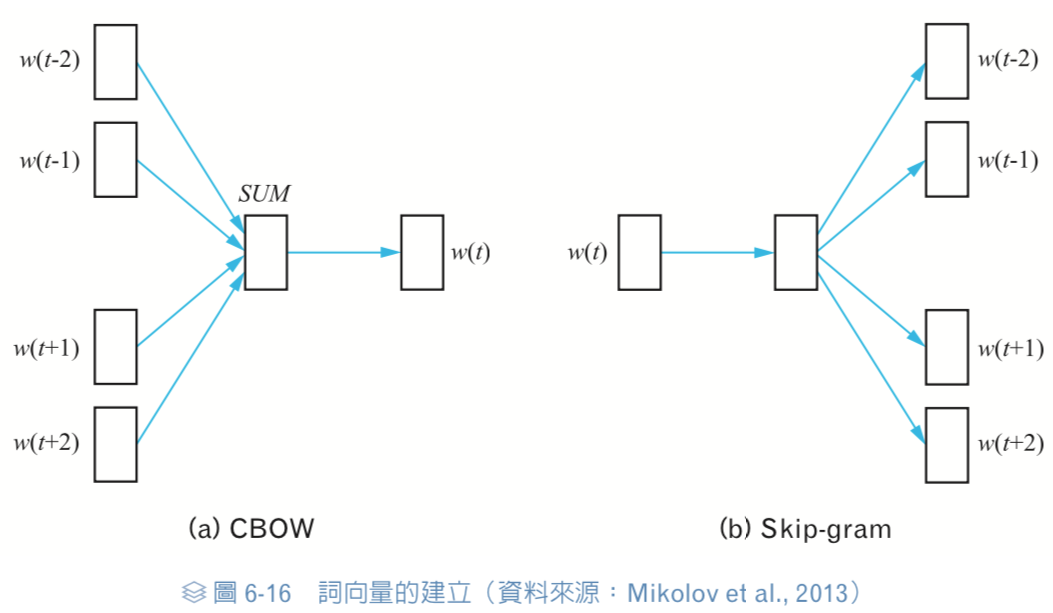 w(t-2)
w(t-1)
SUM
w(t)
w(t+1)
w(t+2)
(a) CBOW
w(t-2)
w(t-1)
w(t)
w(t+1)
w(t+2)
(b) Skip-gram
圖 6-16 詞向量的建立（資料來源：Mikolov et al., 2013）